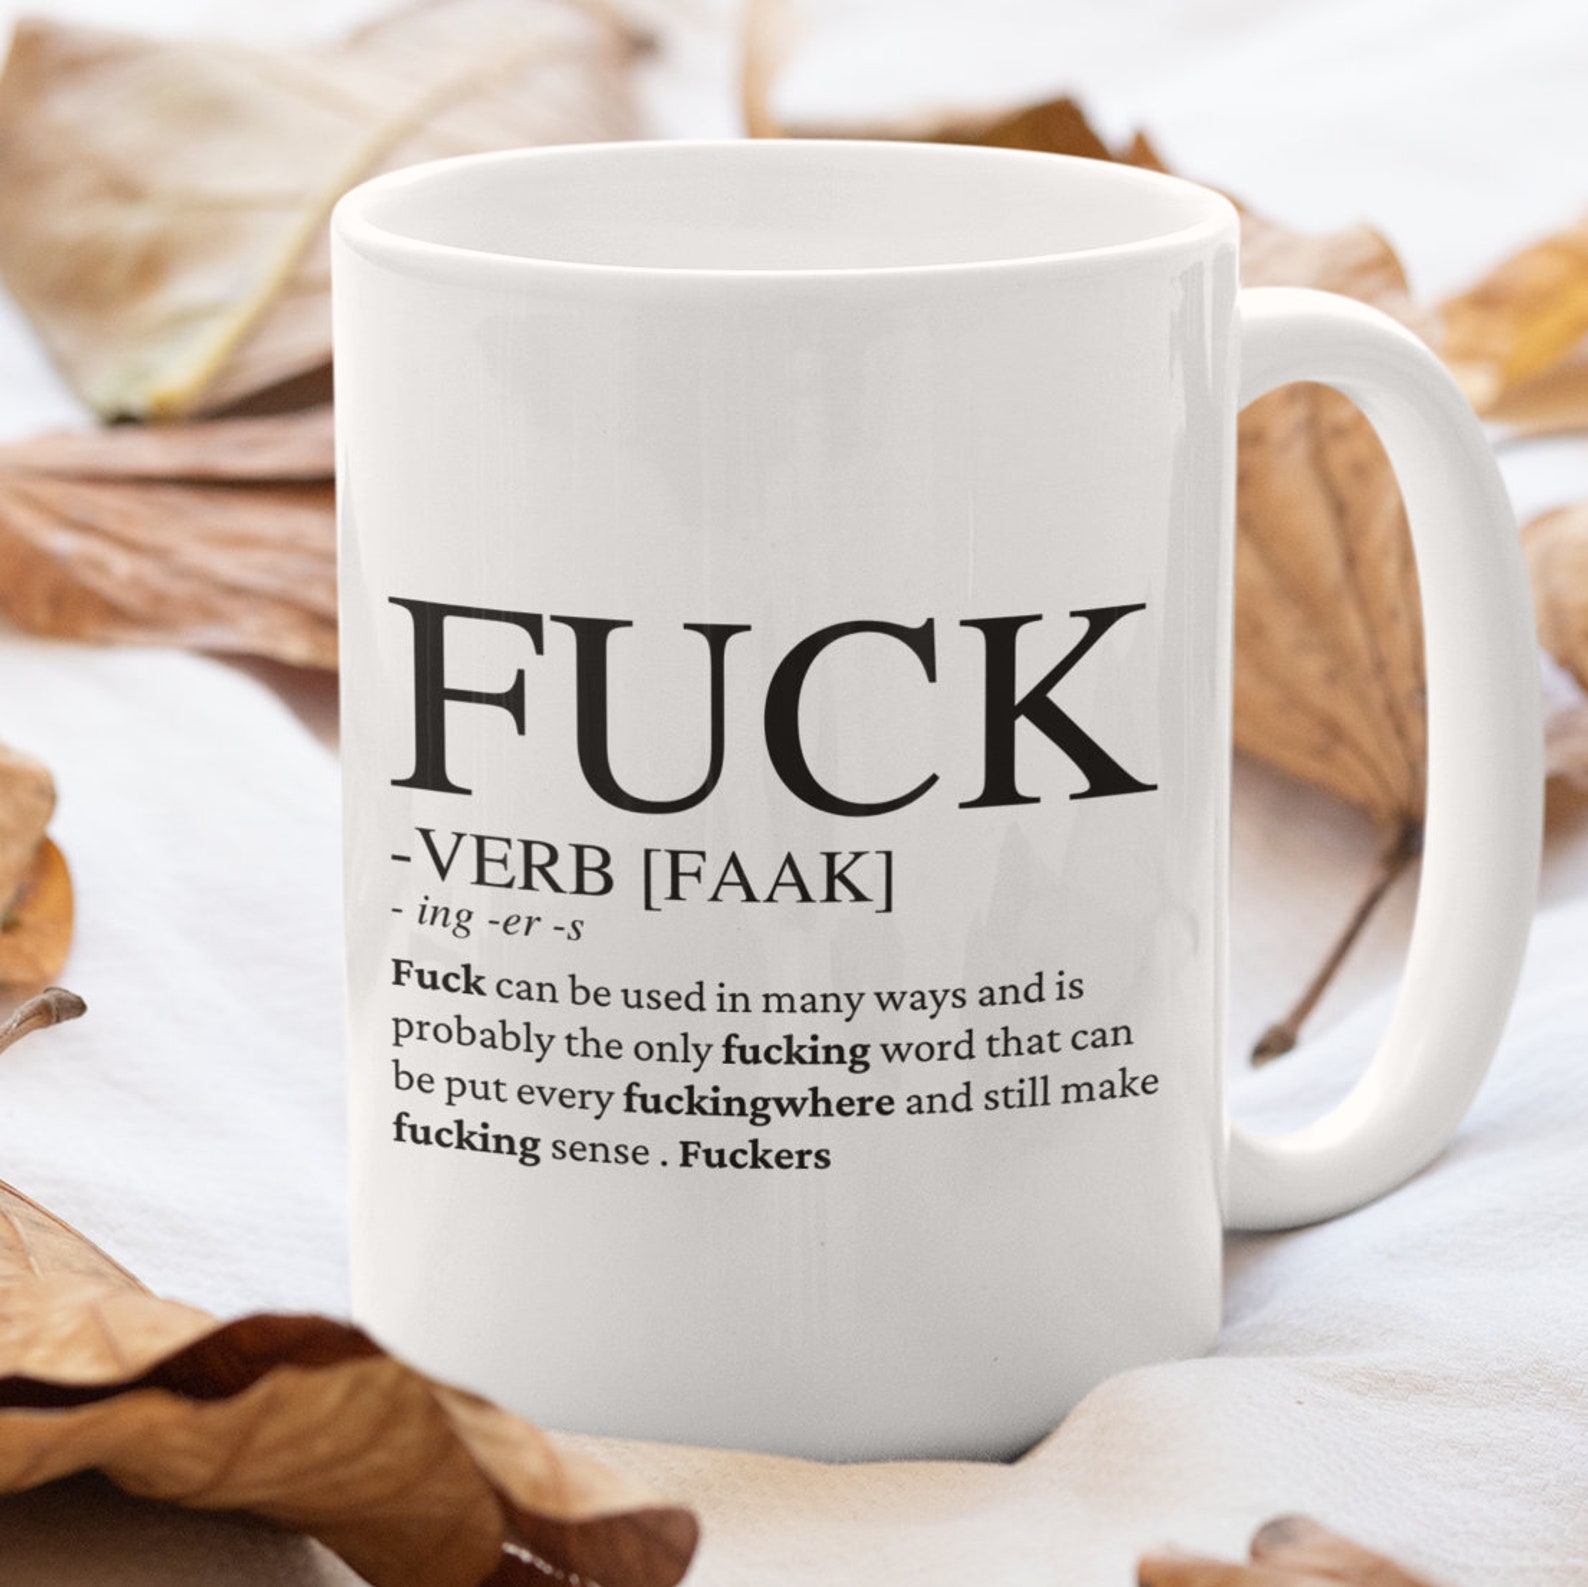 FUCK
-VERB [FAAK]
- ing -er -s
Fuck can be used in many ways and is
probably the only fucking word that can
be put every fuckingwhere and still make
fucking sense . Fuckers